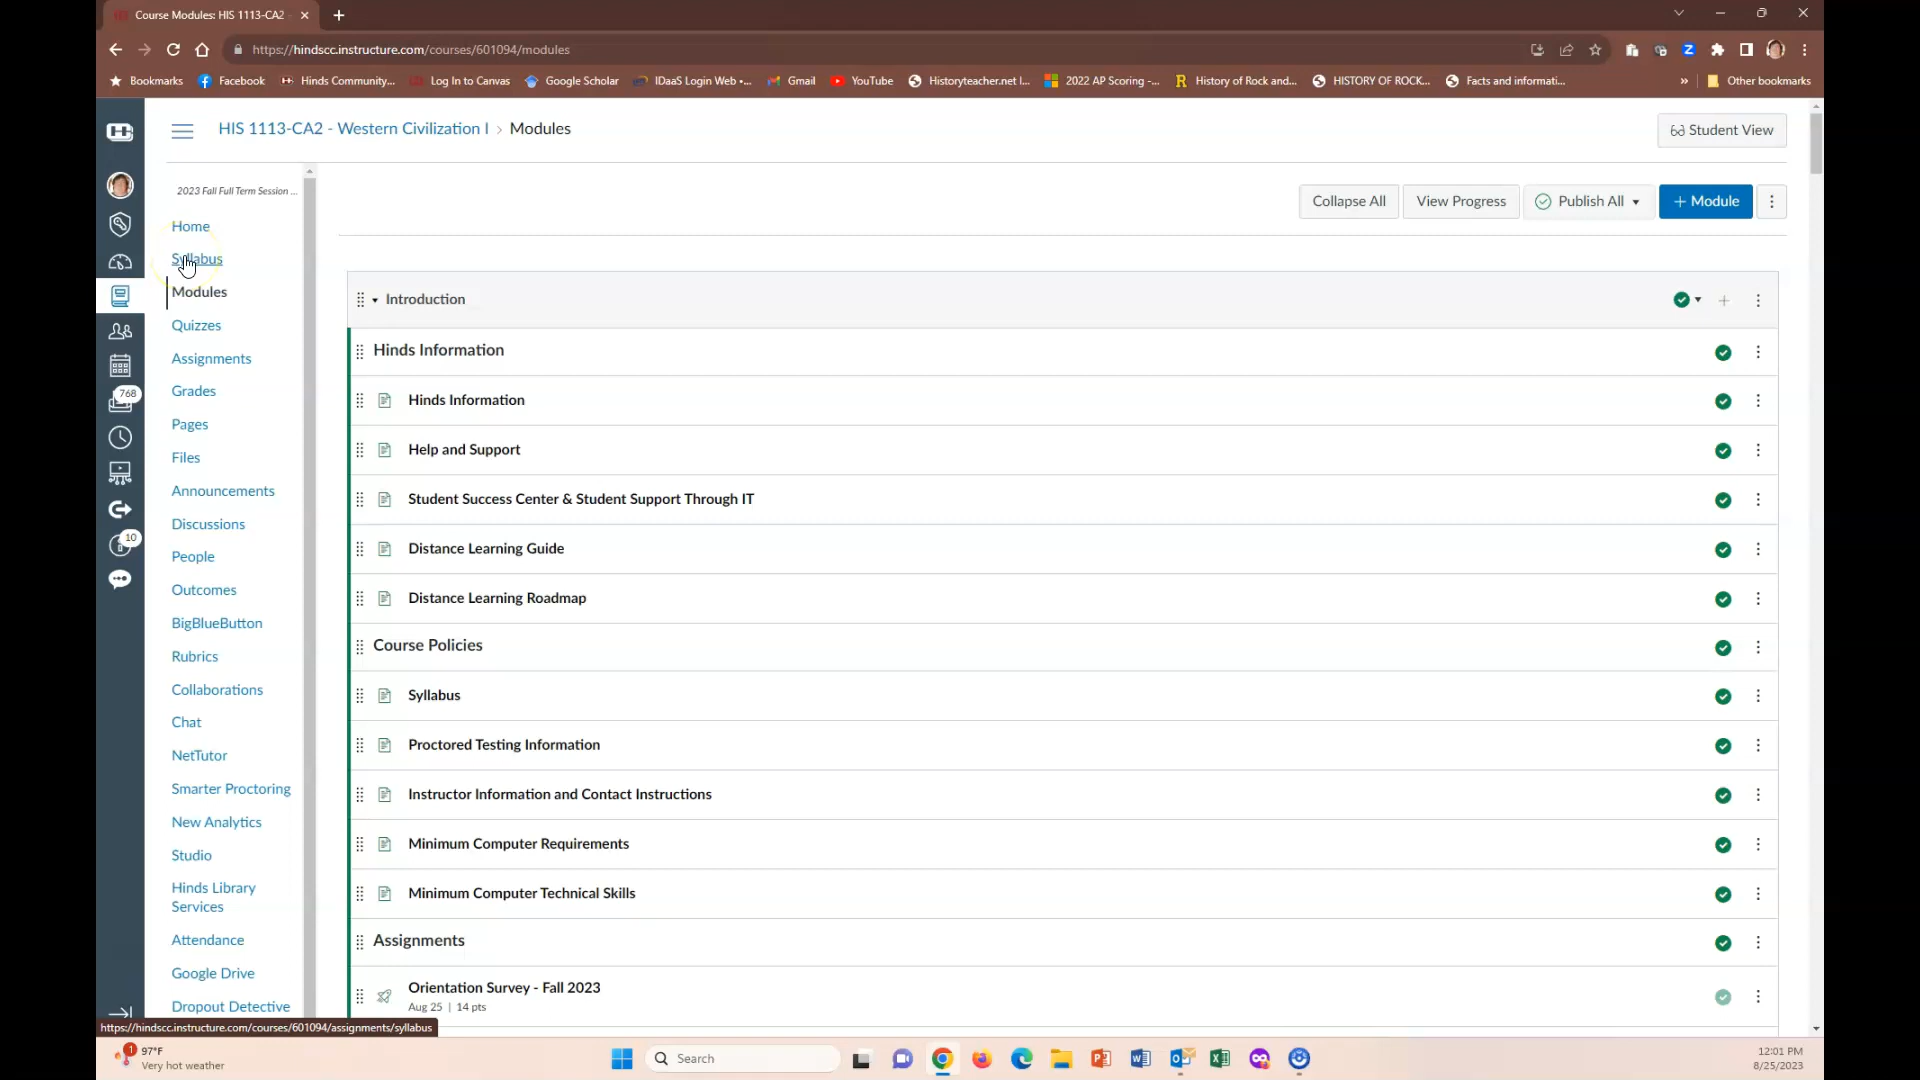 Course Modules: HIS 1113-CA2
https://hindscc.instructure.com/courses/601094/modules
Bookmarks
Facebook
Hinds Community...
Log In to Canvas
Google Scholar
IDaaS Login Web •...
Gmail
YouTube
Historyteacher.net I...
2022 AP Scoring -...
History of Rock and...
HISTORY OF ROCK...
Facts and informati...
Other bookmarks
HIS 1113-CA2 - Western Civilization I › Modules
Student View
2023 Fall Full Term Session ...
Collapse All
View Progress
Publish All
+ Module
Home
Syllabus
Modules
Quizzes
Assignments
Grades
Pages
Files
Announcements
Discussions
People
Outcomes
BigBlueButton
Rubrics
Collaborations
Chat
NetTutor
Smarter Proctoring
New Analytics
Studio
Hinds Library
Services
Attendance
Google Drive
Dropout Detective
768
10
Introduction
Hinds Information
Hinds Information
Help and Support
Student Success Center & Student Support Through IT
Distance Learning Guide
Distance Learning Roadmap
Course Policies
Syllabus
Proctored Testing Information
Instructor Information and Contact Instructions
Minimum Computer Requirements
Minimum Computer Technical Skills
Assignments
Orientation Survey - Fall 2023
Aug 25 | 14 pts
https://hindscc.instructure.com/courses/601094/assignments/syllabus
1
97°F
Very hot weather
Search
12:01 PM
8/25/2023